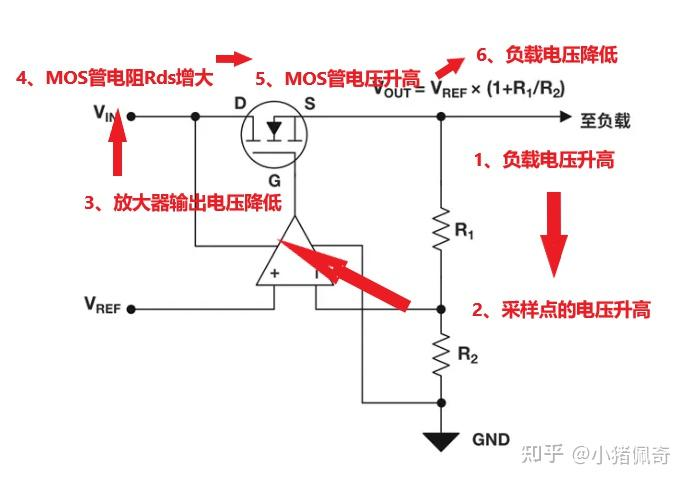 6、负载电压降低
4、MOS管电阻Rds增大
5、MOS管电压升高
VOUT = VREF × (1+R1/R2)
D
S
VIN
至负载
1、负载电压升高
G
3、放大器输出电压降低
R1
+
VREF
2、采样点的电压升高
R2
GND
知乎 @小猪佩奇